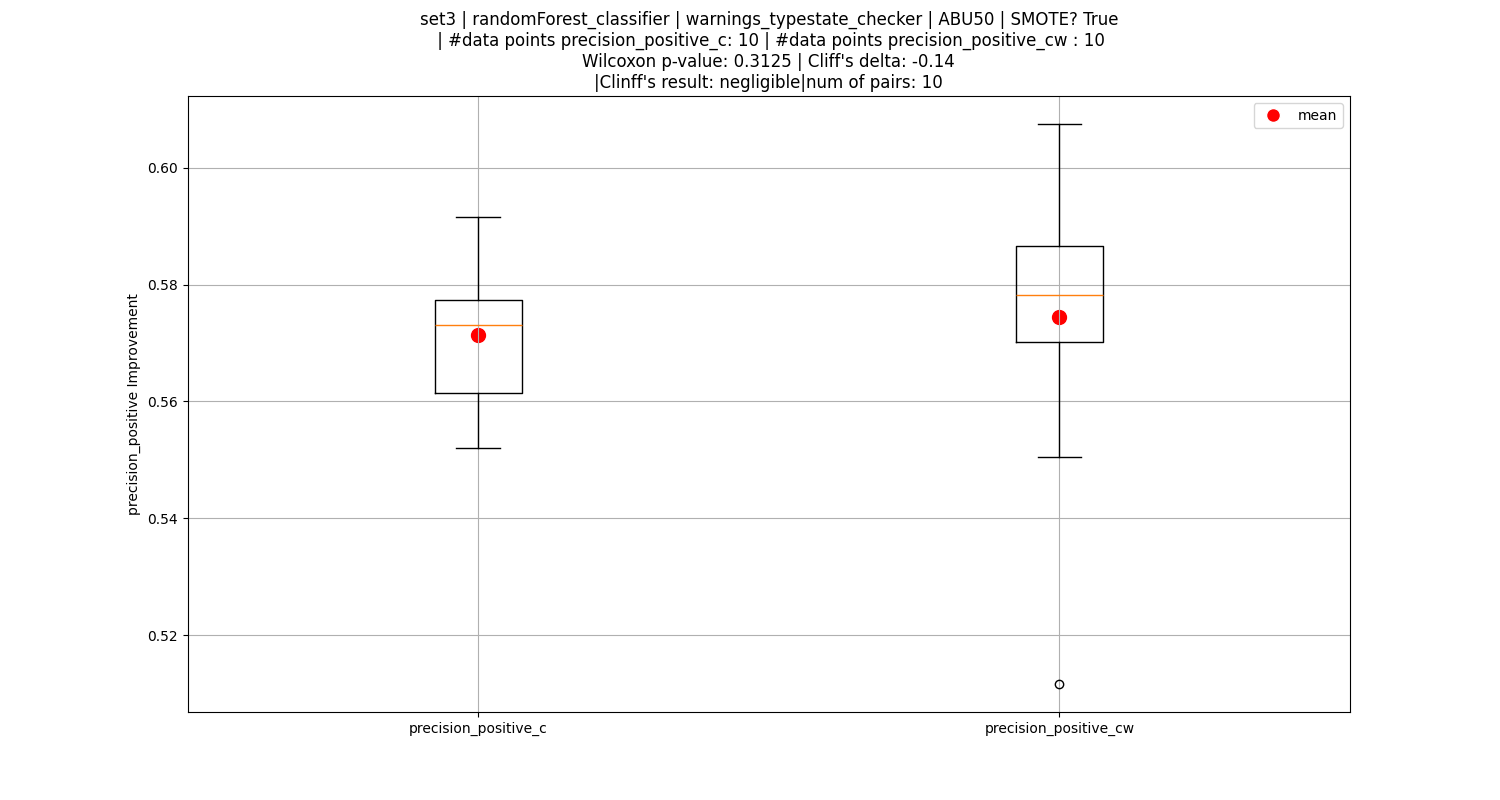 set3 | randomForest_classifier | warnings_typestate_checker | ABU50 | SMOTE? True
| #data points precision_positive_c: 10 | #data points precision_positive_cw : 10
Wilcoxon p-value: 0.3125 | Cliff's delta: -0.14
|Clinff's result: negligible|num of pairs: 10
mean
0.60
0.58
0.56
0.54
0.52
precision_positive Improvement
precision_positive_c
precision_positive_cw